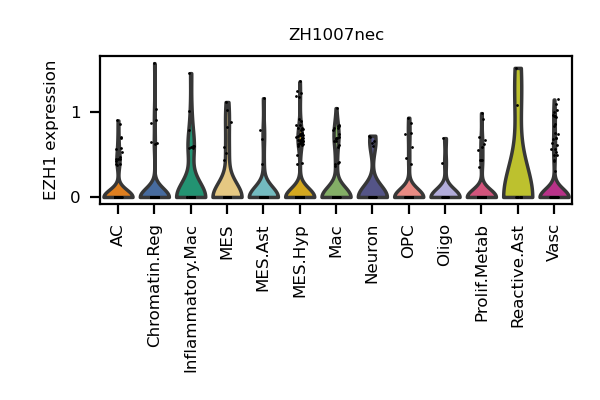 ZH1007nec
EZH1 expression
1
0
AC
Chromatin.Reg
Inflammatory.Mac
MES
MES.Ast
MES.Hyp
Mac
Neuron
OPC
Oligo
Prolif.Metab
Reactive.Ast
Vasc